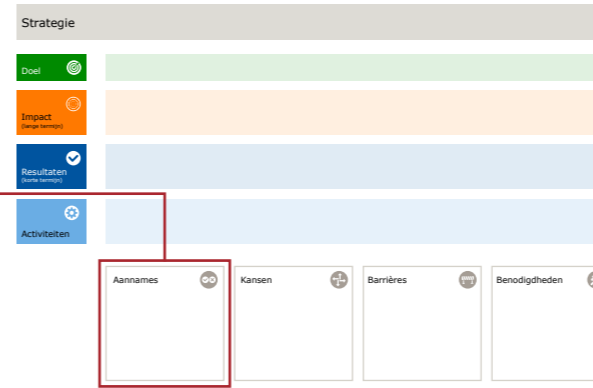 Strategie
Doel
Impact
(lange termijn)
Resultaten
(korte termijn)
Activiteiten
Aannames
Kansen
Barrières
Benodigdheden